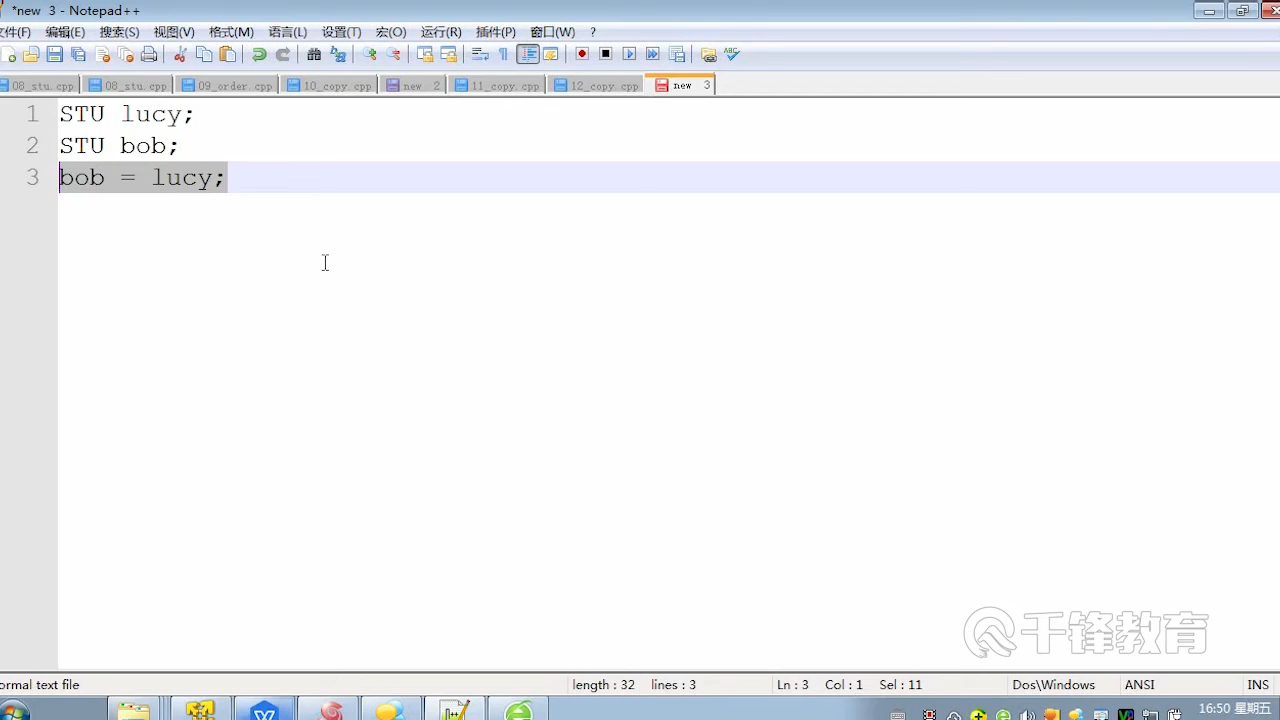 *new 3 - Notepad++
文件(F) 编辑(E) 搜索(S) 视图(V) 格式(M) 语言(L) 设置(T) 宏(O) 运行(R) 插件(P) 窗口(W) ?
08_stu.cpp 08_stu.cpp 09_order.cpp 10_copy.cpp new 2 11_copy.cpp 12_copy.cpp new 3
1 STU lucy;
2 STU bob;
3 bob = lucy;
千锋教育
ormal text file length : 32 lines : 3 Ln : 3 Col : 1 Sel : 11 Dos\Windows ANSI INS
16:50 星期五